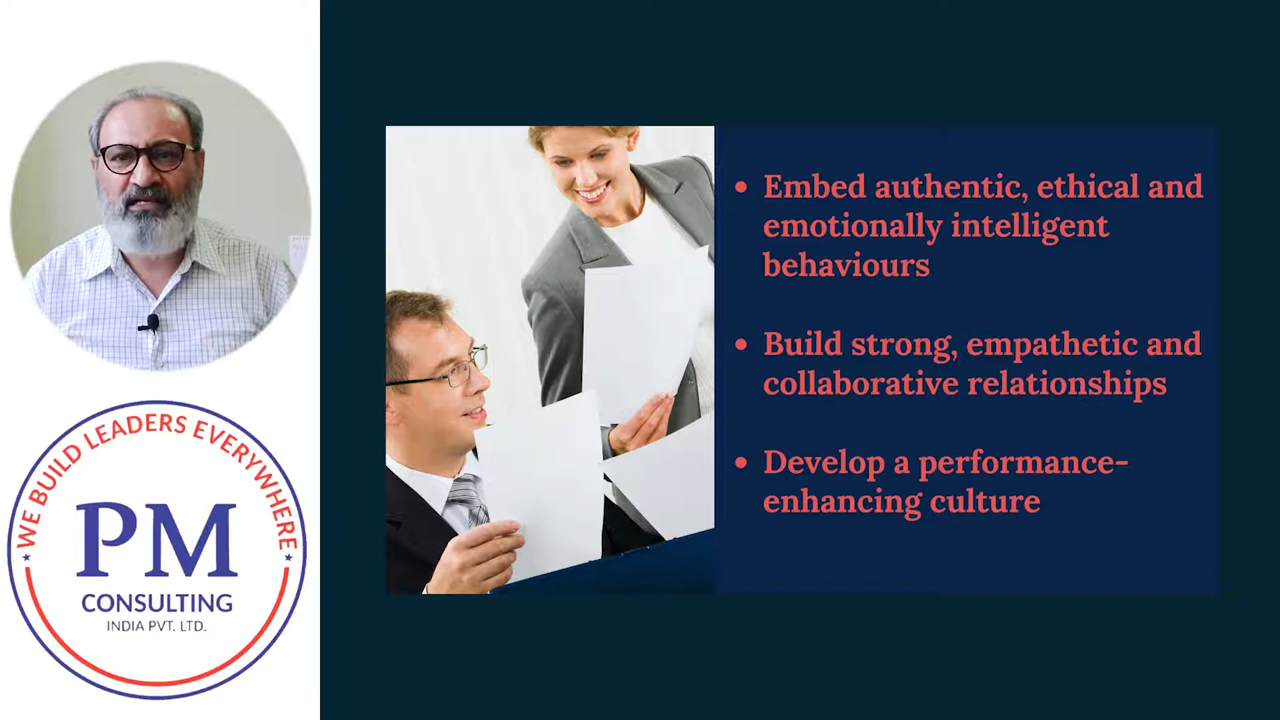 WE BUILD LEADERS EVERYWHERE
PM
CONSULTING
INDIA PVT. LTD.
• Embed authentic, ethical and
emotionally intelligent
behaviours
• Build strong, empathetic and
collaborative relationships
• Develop a performance-
enhancing culture